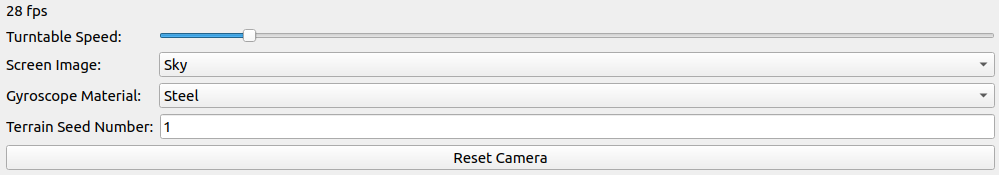 28 fps
Turntable Speed:
Screen Image: Sky
Gyroscope Material: Steel
Terrain Seed Number: 1
Reset Camera